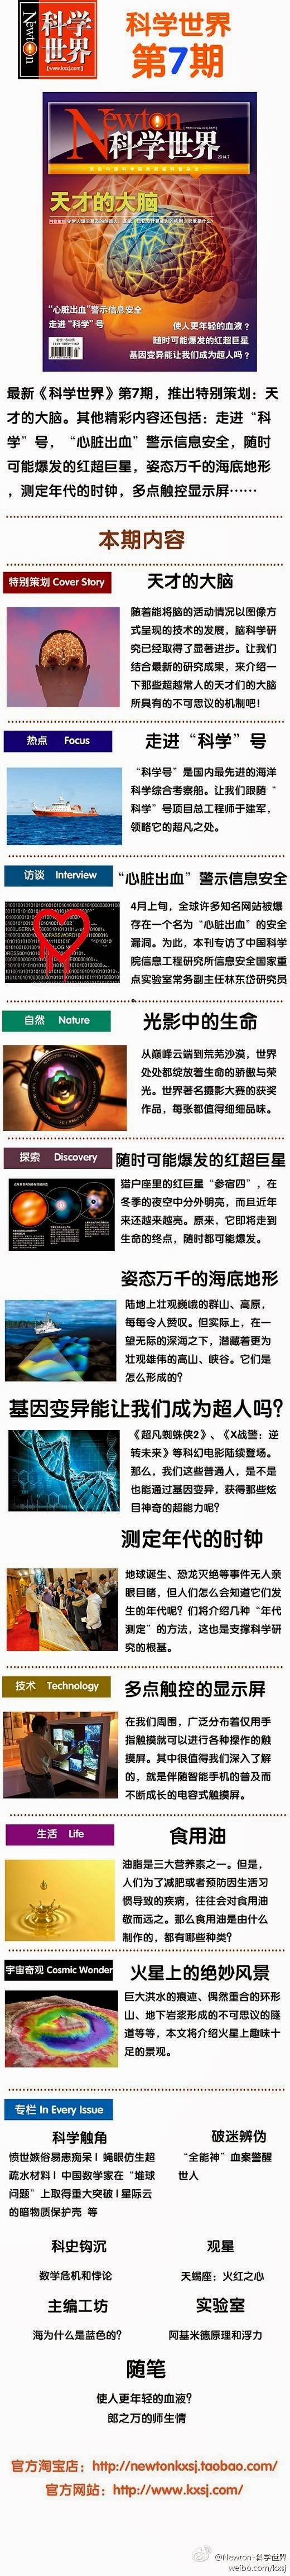 Newton
科学世界
[www.kxsj.com]
科学世界
第7期
Newton
科学世界
2014.7
天才的大脑
“心脏出血”警示信息安全
走进“科学”号
使人更年轻的血液？
随时可能爆发的红超巨星
基因变异能让我们成为超人吗？
最新《科学世界》第7期，推出特别策划：天
才的大脑。其他精彩内容还包括：走进“科
学”号，“心脏出血”警示信息安全，随时
可能爆发的红超巨星，姿态万千的海底地形
，测定年代的时钟，多点触控显示屏……
本期内容
特别策划 Cover Story
天才的大脑
随着能将脑的活动情况以图像方
式呈现的技术的发展，脑科学研
究已经取得了显著进步。让我们
结合最新的研究成果，来介绍一
下那些超越常人的天才们的大脑
所具有的不可思议的机制吧！
热点 Focus
走进“科学”号
“科学号”是国内最先进的海洋
科学综合考察船。让我们跟随“
科学”号项目总工程师于建军，
领略它的超凡之处。
访谈 Interview
“心脏出血”警示信息安全
4月上旬，全球许多知名网站被爆
存在一个名为“心脏出血”的安全
漏洞。为此，本刊专访了中国科学
院信息工程研究所信息安全国家重
点实验室常务副主任林东岱研究员
。
自然 Nature
光影中的生命
从巅峰云端到荒芜沙漠，世界
处处都绽放着生命的骄傲与荣
光。世界著名摄影大赛的获奖
作品，每张都值得细细品味。
探索 Discovery
随时可能爆发的红超巨星
猎户座里的红巨星“参宿四”，在
冬季的夜空中分外明亮，而且近年
来还越来越亮。原来，它即将走到
生命的终点，随时都可能爆发。
姿态万千的海底地形
陆地上壮观巍峨的群山、高原，
每每令人赞叹。但实际上，在一
望无际的深海之下，潜藏着更为
壮观雄伟的高山、峡谷。它们是
怎么形成的？
基因变异能让我们成为超人吗？
《超凡蜘蛛侠2》、《X战警：逆
转未来》等科幻电影陆续登场。
那么，我们这些普通人，是不是
也能通过基因变异，获得那些炫
目神奇的超能力呢？
测定年代的时钟
地球诞生、恐龙灭绝等事件无人亲
眼目睹，但人们怎么会知道它们发
生的年代呢？们将介绍几种“年代
测定”的方法，这也是支撑科学研
究的根基。
技术 Technology
多点触控的显示屏
在我们周围，广泛分布着仅用手
指触摸就可以进行各种操作的触
摸屏。其中很值得我们深入了解
的，就是伴随智能手机的普及而
不断成长的电容式触摸屏。
生活 Life
食用油
油脂是三大营养素之一。但是，
人们为了减肥或者预防因生活习
惯导致的疾病，往往会对食用油
敬而远之。那么食用油是由什么
制作的，都有哪些种类？
宇宙奇观 Cosmic Wonder
火星上的绝妙风景
巨大洪水的痕迹、偶然重合的环形
山、地下岩浆形成的不可思议的隧
道等等，本文将介绍火星上趣味十
足的景观。
专栏 In Every Issue
科学触角
愤世嫉俗易患痴呆！蝇眼仿生超
疏水材料！中国数学家在“堆球
问题”上取得重大突破！星际云
的暗物质保护壳 等
破迷辨伪
“全能神”血案警醒
世人
科史钩沉
数学危机和悖论
观星
天蝎座：火红之心
主编工坊
海为什么是蓝色的？
实验室
阿基米德原理和浮力
随笔
使人更年轻的血液？
郎之万的师生情
官方淘宝店：http://newtonkxsj.taobao.com/
官方网站：http://www.kxsj.com/
@Newton-科学世界
weibo.com/kxsj